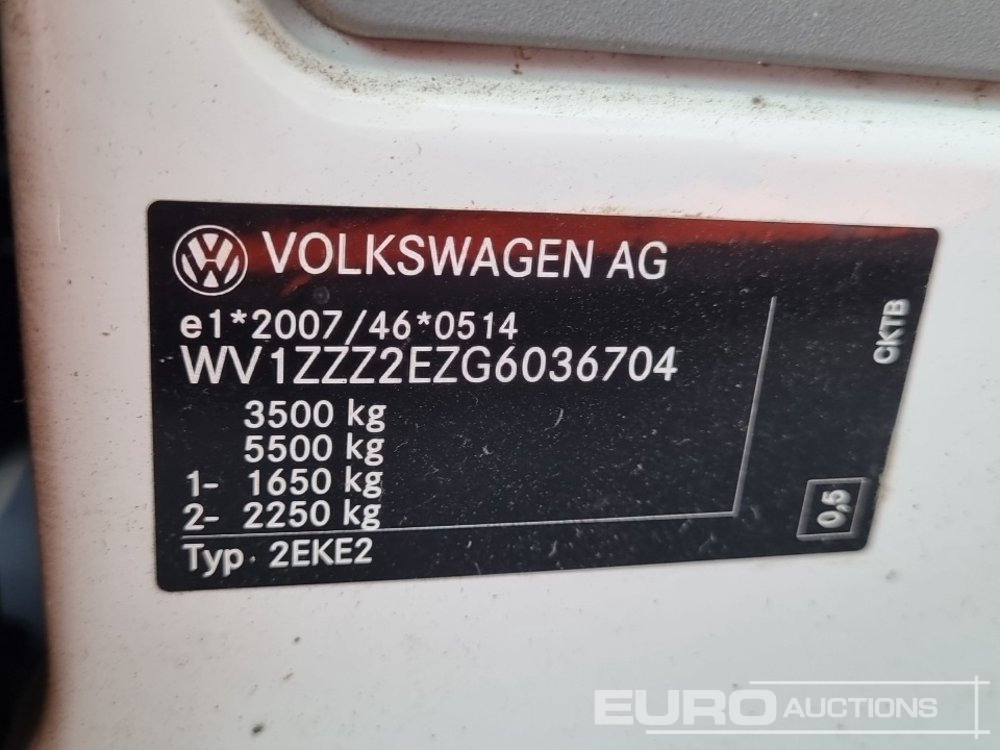 VOLKSWAGEN AG
e1*2007/46*0514
WV1ZZZ2EZG6036704
3500 kg
5500 kg
1- 1650 kg
2- 2250 kg
Typ 2EKE2
CKTB
0,5
EURO AUCTIONS